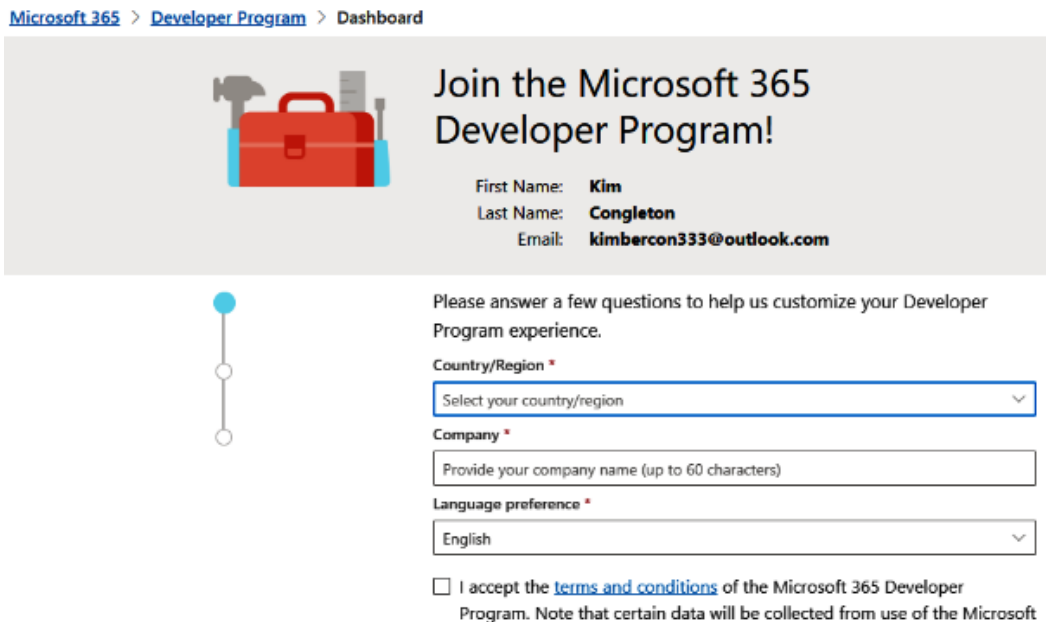 Microsoft 365 > Developer Program > Dashboard
Join the Microsoft 365
Developer Program!
First Name: Kim
Last Name: Congleton
Email: kimbercon333@outlook.com
Please answer a few questions to help us customize your Developer
Program experience.
Country/Region *
Select your country/region
Company *
Provide your company name (up to 60 characters)
Language preference *
English
I accept the terms and conditions of the Microsoft 365 Developer
Program. Note that certain data will be collected from use of the Microsoft